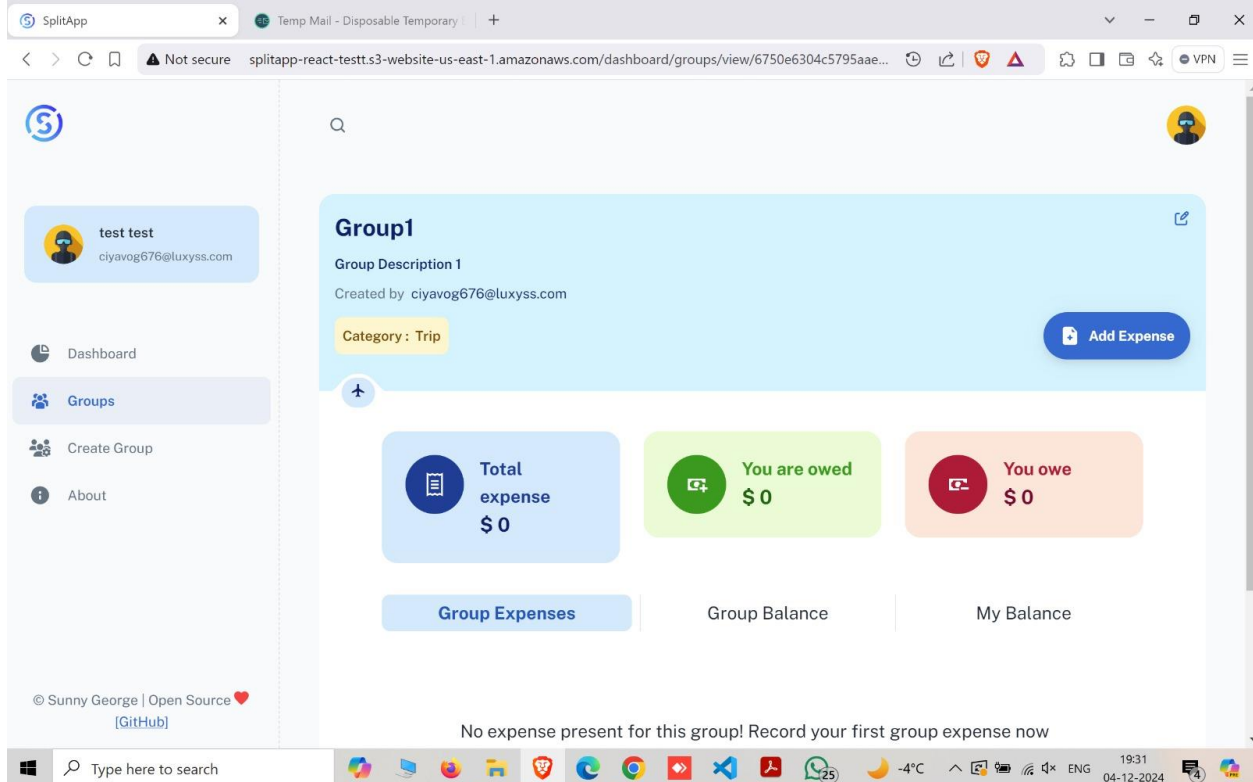 SplitApp
Temp Mail - Disposable Temporary
Not secure splitapp-react-testt.s3-website-us-east-1.amazonaws.com/dashboard/groups/view/6750e6304c5795aae...
VPN
test test
ciyavog676@luxyss.com
Dashboard
Groups
Create Group
About
© Sunny George | Open Source
[GitHub]
Group1
Group Description 1
Created by ciyavog676@luxyss.com
Category : Trip
Add Expense
Total
expense
$ 0
You are owed
$ 0
You owe
$ 0
Group Expenses
Group Balance
My Balance
No expense present for this group! Record your first group expense now
Type here to search
25
-4°C
ENG
19:31
04-12-2024
4